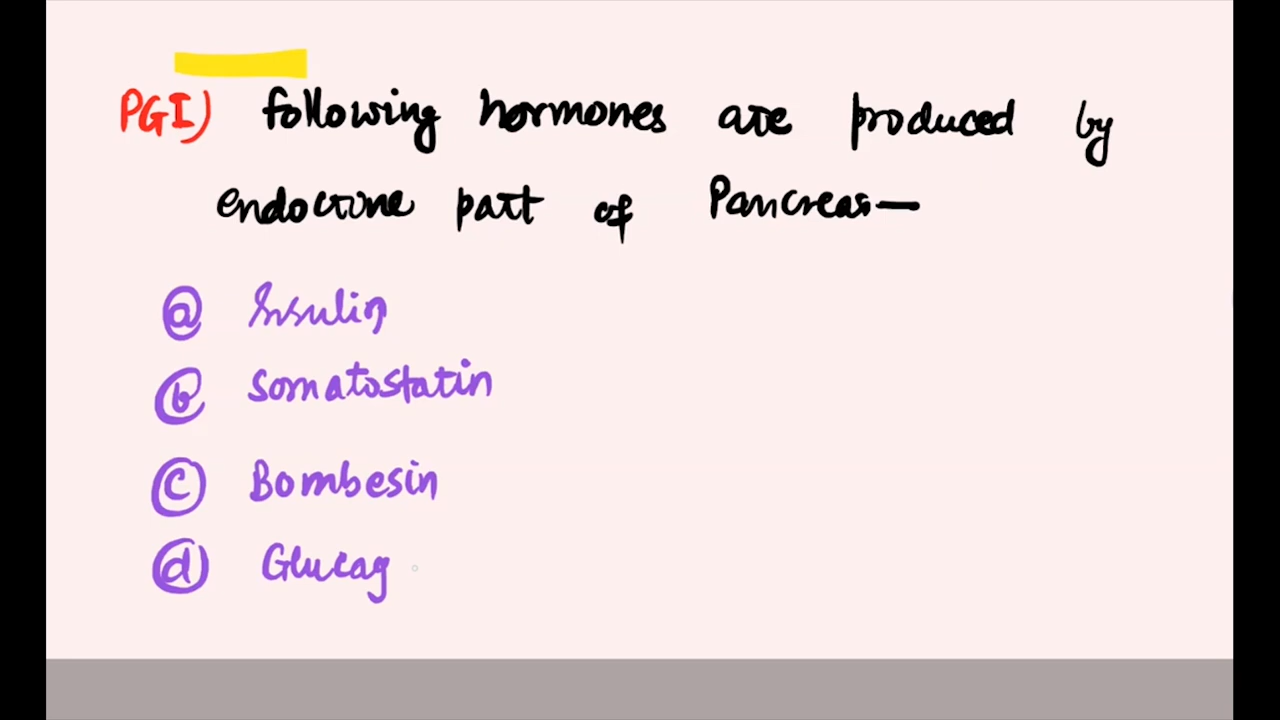 PGI) Following hormones are produced by
endocrine part of Pancreas—
ⓐ Insulin
ⓑ Somatostatin
ⓒ Bombesin
ⓓ Glucag